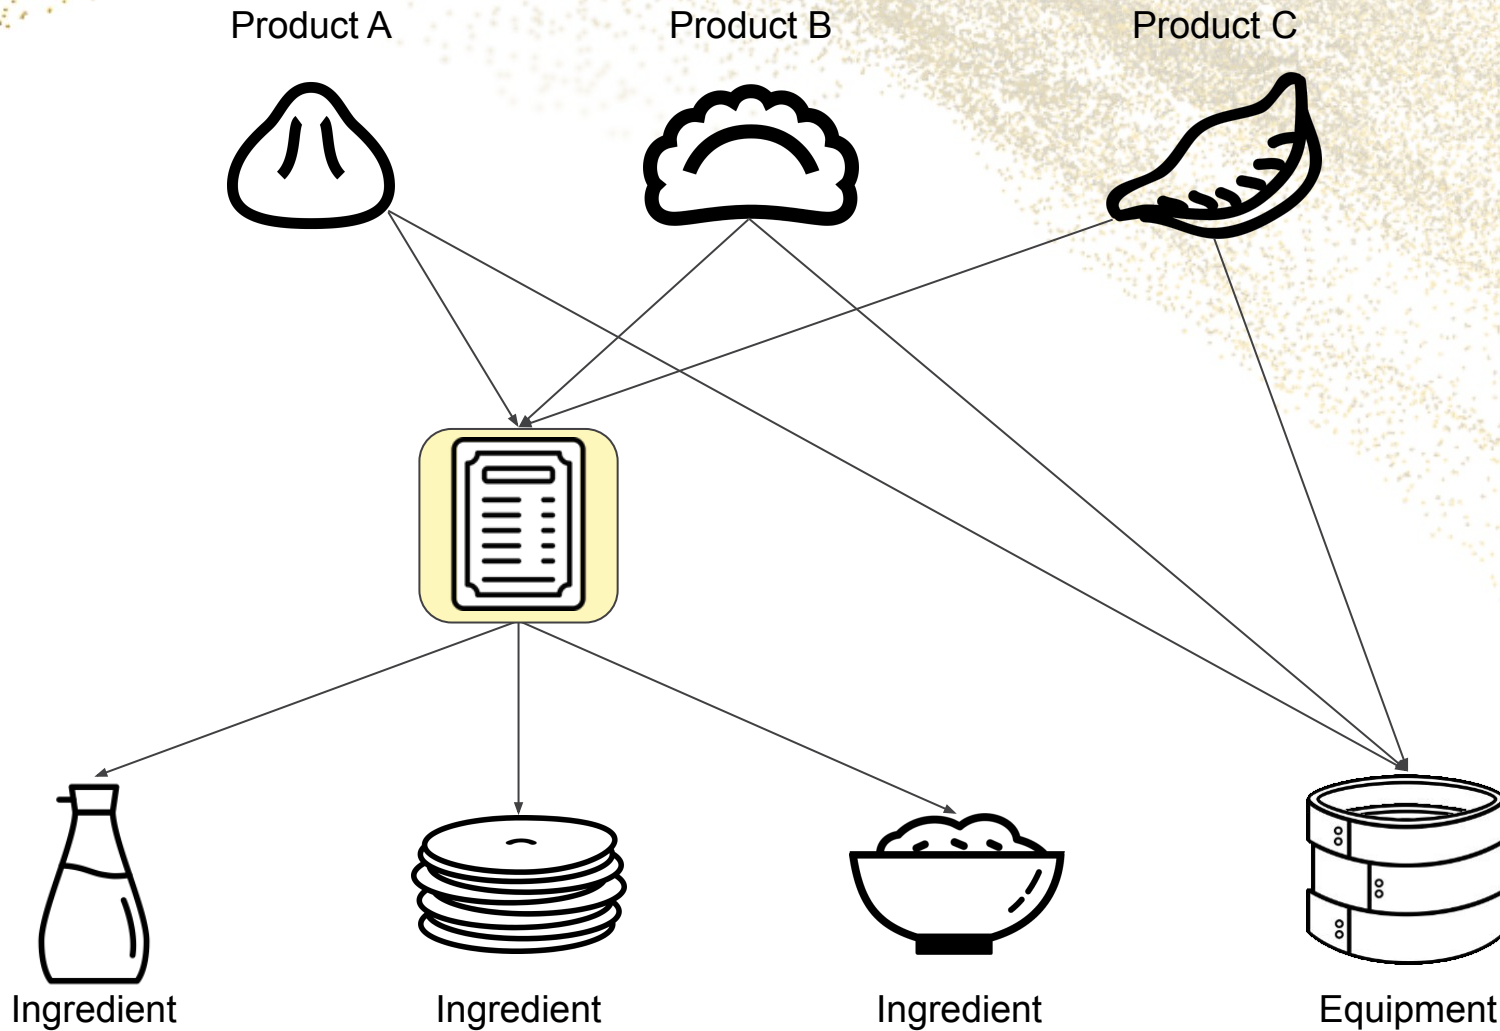 Product A
Product B
Product C
Ingredient
Ingredient
Ingredient
Equipment